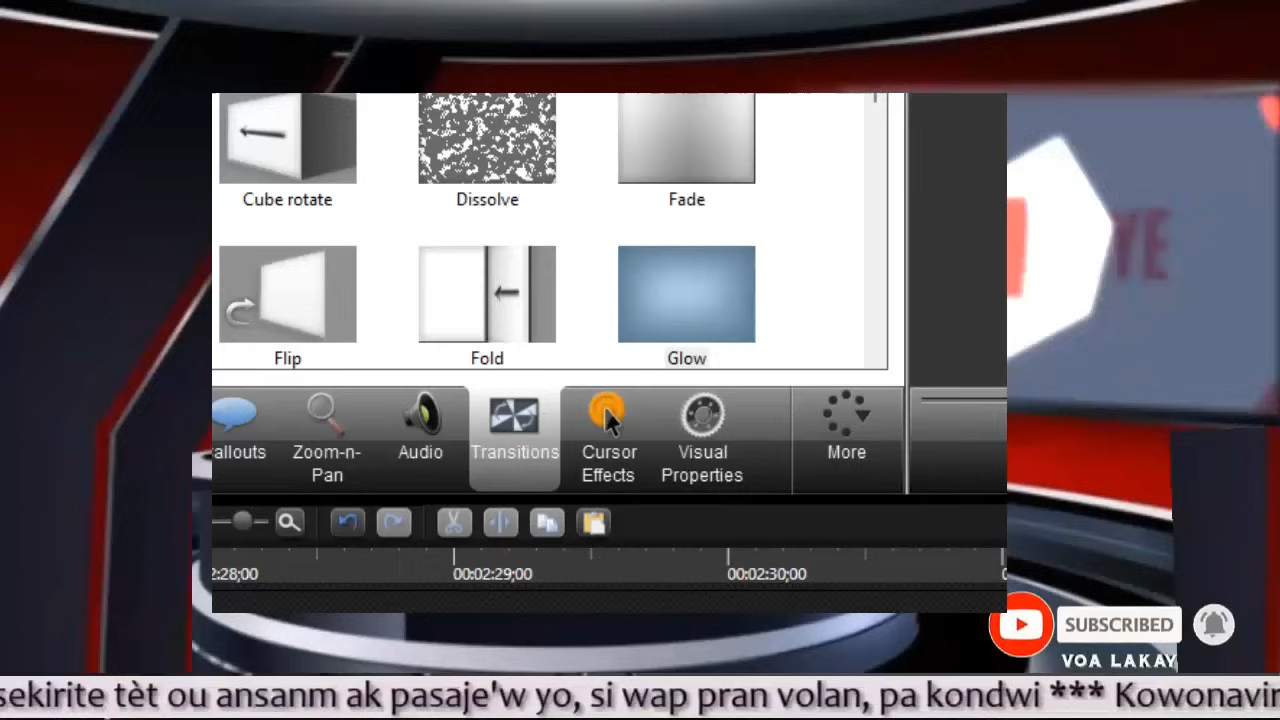 Cube rotate
Dissolve
Fade
YE
Flip
Fold
Glow
allouts
Zoom-n-Pan
Audio
Transitions
Cursor Effects
Visual Properties
More
2:28;00
00:02:29;00
00:02:30;00
SUBSCRIBED
VOA LAKAY
sekirite tèt ou ansanm ak pasaje'w yo, si wap pran volan, pa kondwi *** Kowonavir